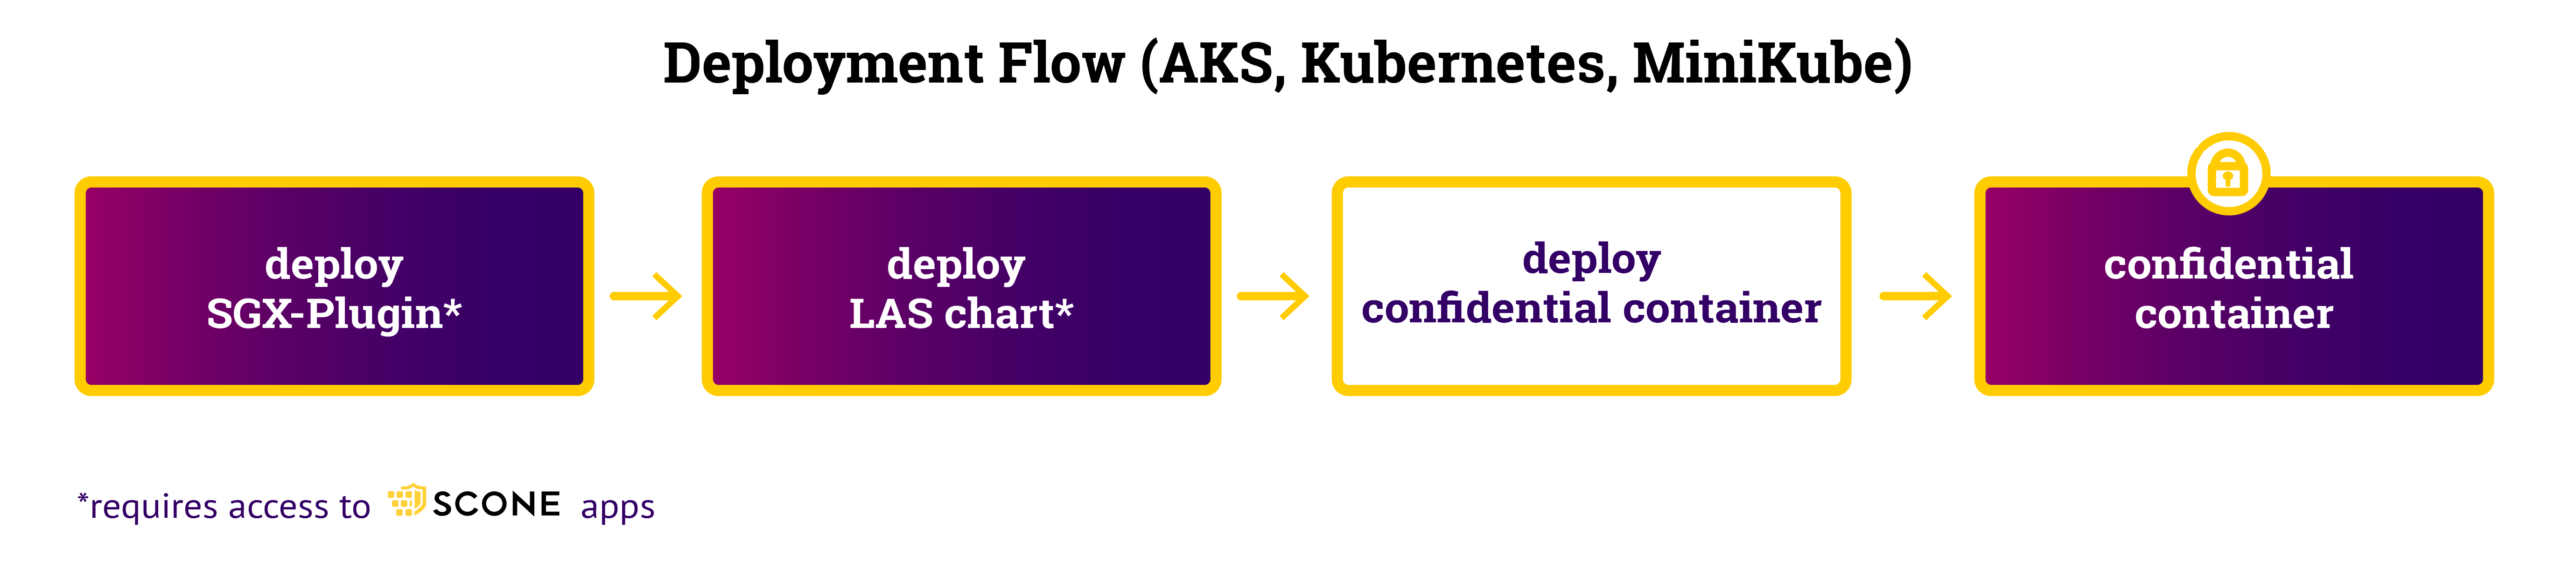 Deployment Flow (AKS, Kubernetes, MiniKube)
deploy
SGX-Plugin*
deploy
LAS chart*
deploy
confidential container
confidential
container
*requires access to SCONE apps